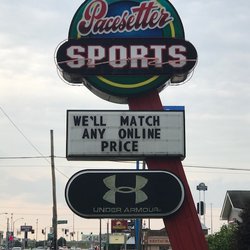 Pacesetter
SPORTS
WE'LL MATCH
ANY ONLINE
PRICE
UNDER ARMOUR